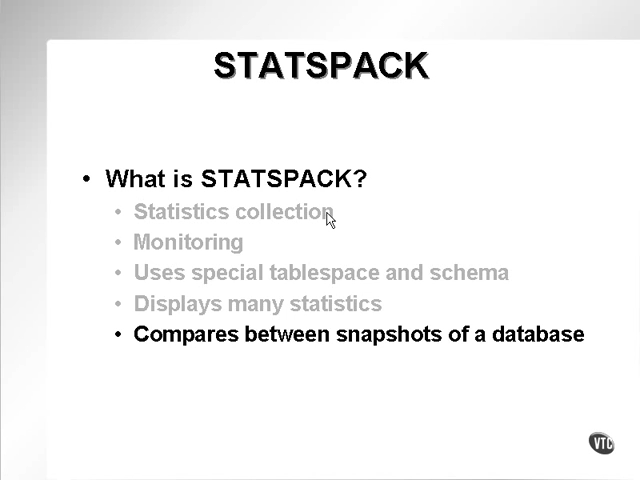 STATSPACK
• What is STATSPACK?
• Statistics collection
• Monitoring
• Uses special tablespace and schema
• Displays many statistics
• Compares between snapshots of a database
VTC